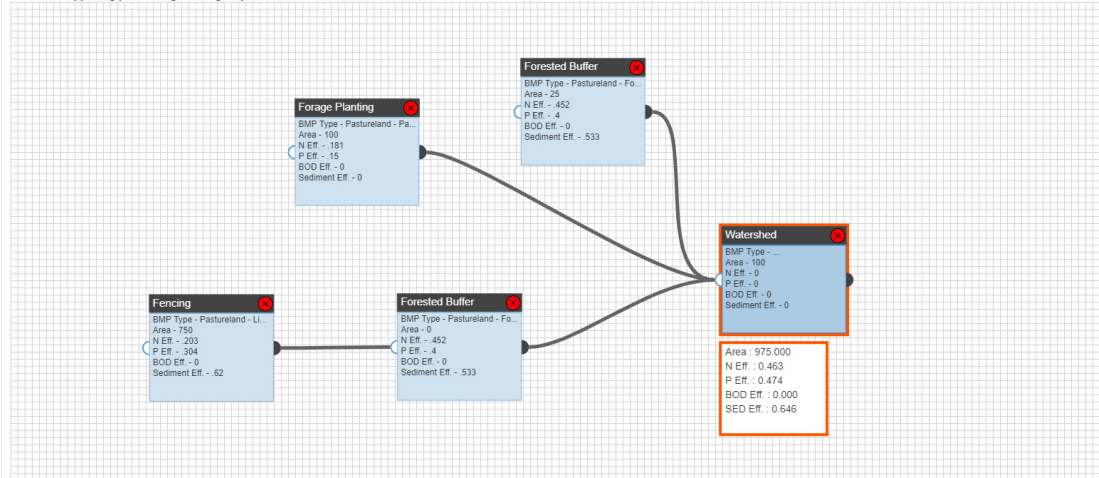 Forested Buffer
BMP Type - Pastureland - Fo...
Area - 25
N Eff. - .452
P Eff. - .4
BOD Eff. - 0
Sediment Eff. - .533
Forage Planting
BMP Type - Pastureland - Pa...
Area - 100
N Eff. - .181
P Eff. - .15
BOD Eff. - 0
Sediment Eff. - 0
Watershed
BMP Type - ...
Area - 100
N Eff. - 0
P Eff. - 0
BOD Eff. - 0
Sediment Eff. - 0
Fencing
BMP Type - Pastureland - Li...
Area - 750
N Eff. - .203
P Eff. - .304
BOD Eff. - 0
Sediment Eff. - .62
Forested Buffer
BMP Type - Pastureland - Fo...
Area - 0
N Eff. - .452
P Eff. - .4
BOD Eff. - 0
Sediment Eff. - .533
Area : 975.000
N Eff. : 0.463
P Eff. : 0.474
BOD Eff. : 0.000
SED Eff. : 0.646